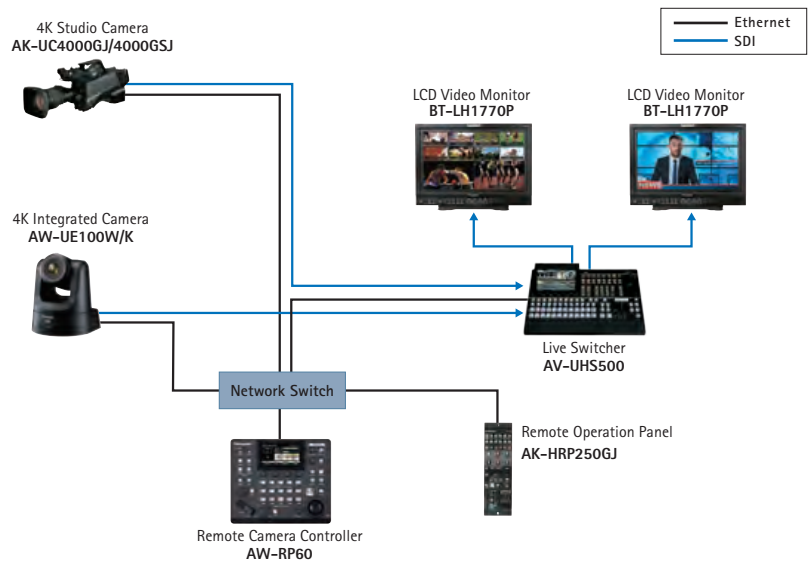 4K Studio Camera
AK-UC4000GJ/4000GSJ
Ethernet
SDI
LCD Video Monitor
BT-LH1770P
LCD Video Monitor
BT-LH1770P
4K Integrated Camera
AW-UE100W/K
Live Switcher
AV-UHS500
Network Switch
Remote Operation Panel
AK-HRP250GJ
Remote Camera Controller
AW-RP60